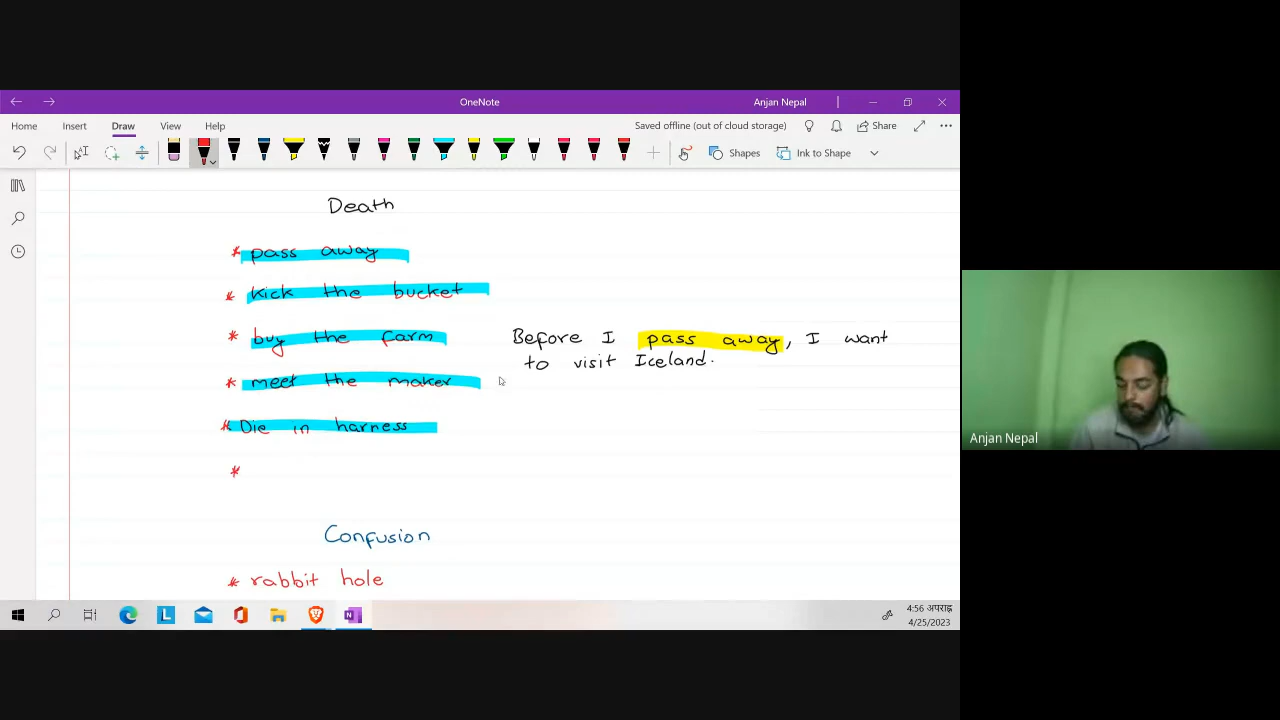 OneNote
Anjan Nepal
Home Insert Draw View Help
Saved offline (out of cloud storage)
Share
Shapes
Ink to Shape
Death
* pass away
* kick the bucket
* buy the farm
Before I pass away, I want
to visit Iceland.
* meet the maker
* Die in harness
*
Confusion
* rabbit hole
Anjan Nepal
4:56 अपराह्न
4/25/2023